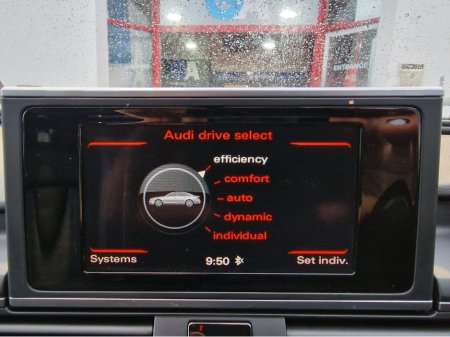 Audi drive select
efficiency
comfort
auto
dynamic
individual
Systems
9:50
Set indiv.